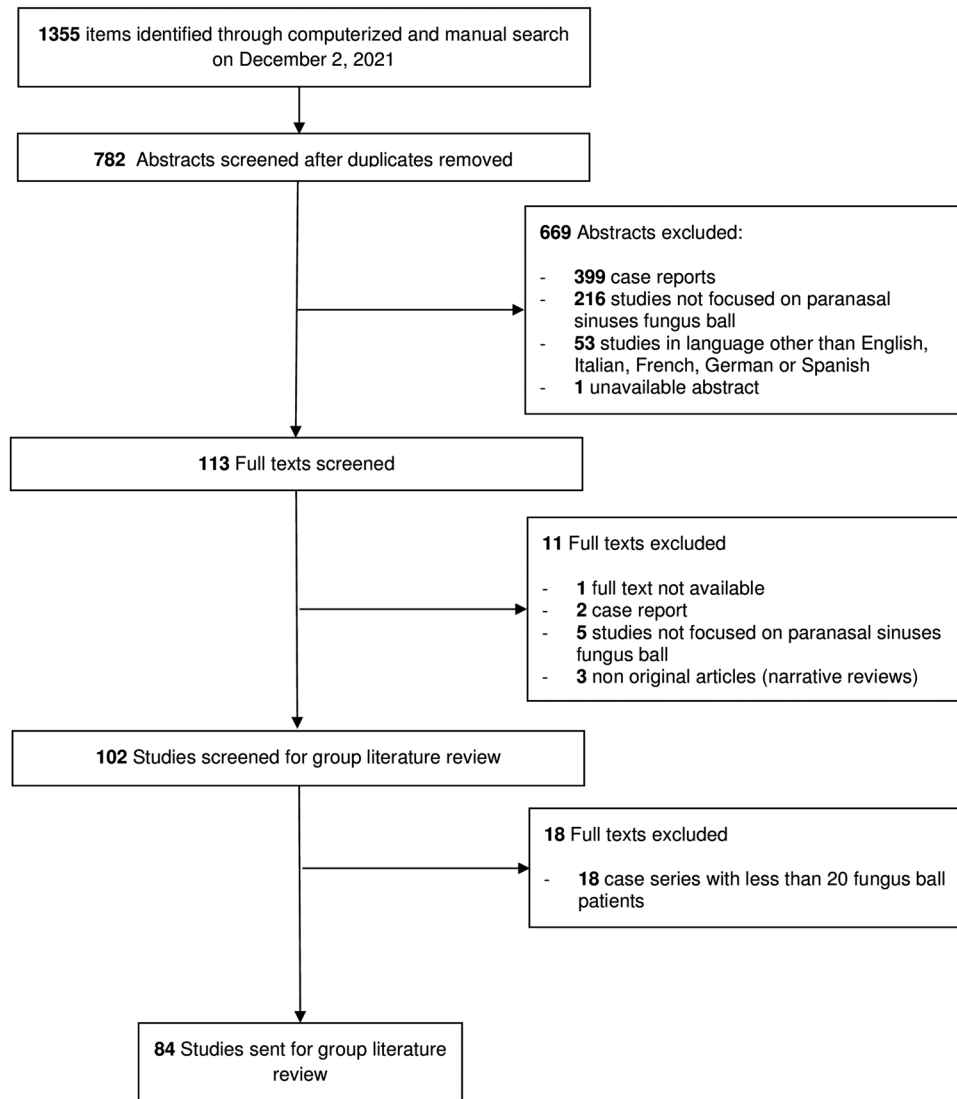 1355 items identified through computerized and manual search
on December 2, 2021
782 Abstracts screened after duplicates removed
669 Abstracts excluded:
- 399 case reports
- 216 studies not focused on paranasal
sinuses fungus ball
- 53 studies in language other than English,
Italian, French, German or Spanish
- 1 unavailable abstract
113 Full texts screened
11 Full texts excluded
- 1 full text not available
- 2 case report
- 5 studies not focused on paranasal sinuses
fungus ball
- 3 non original articles (narrative reviews)
102 Studies screened for group literature review
18 Full texts excluded
- 18 case series with less than 20 fungus ball
patients
84 Studies sent for group literature
review